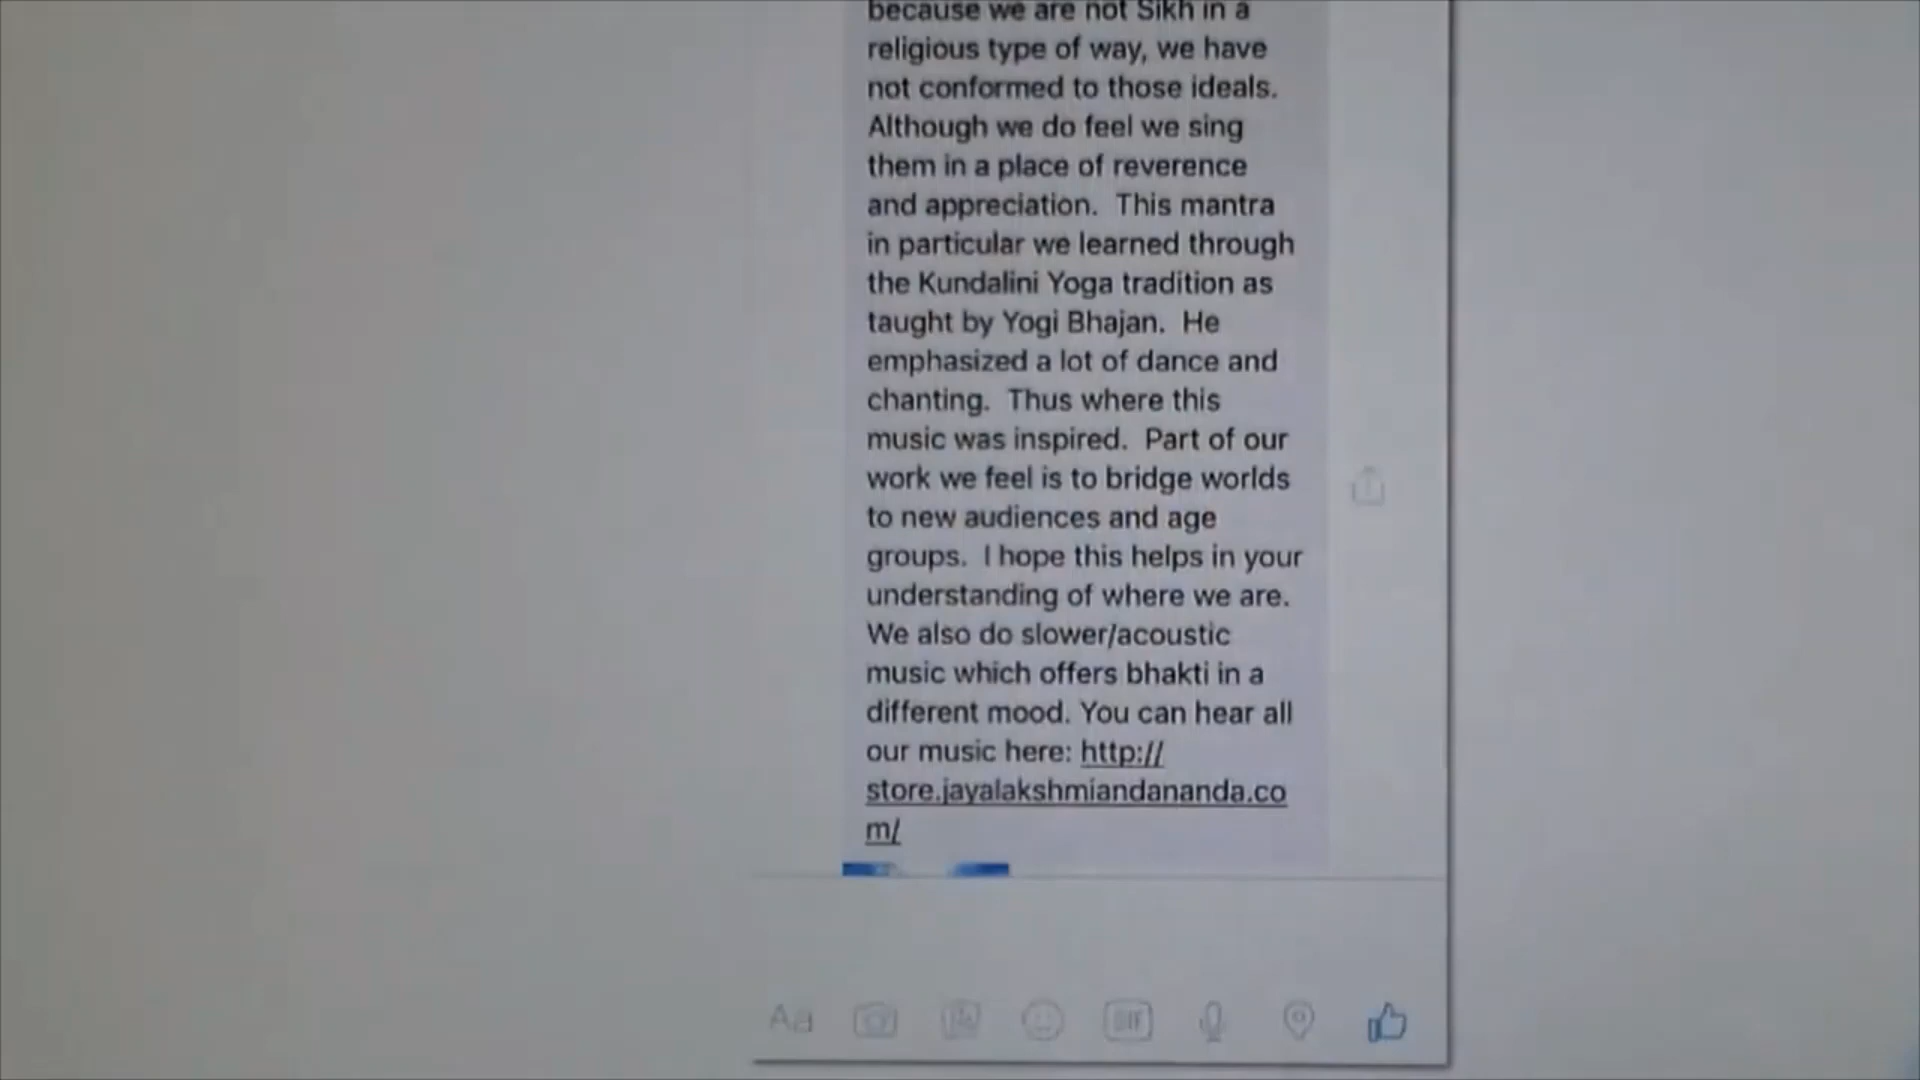 because we are not Sikh in a
religious type of way, we have
not conformed to those ideals.
Although we do feel we sing
them in a place of reverence
and appreciation.  This mantra
in particular we learned through
the Kundalini Yoga tradition as
taught by Yogi Bhajan.  He
emphasized a lot of dance and
chanting.  Thus where this
music was inspired.  Part of our
work we feel is to bridge worlds
to new audiences and age
groups.  I hope this helps in your
understanding of where we are.
We also do slower/acoustic
music which offers bhakti in a
different mood. You can hear all
our music here: http://
store.jayalakshmiandananda.co
m/
Aa GIF